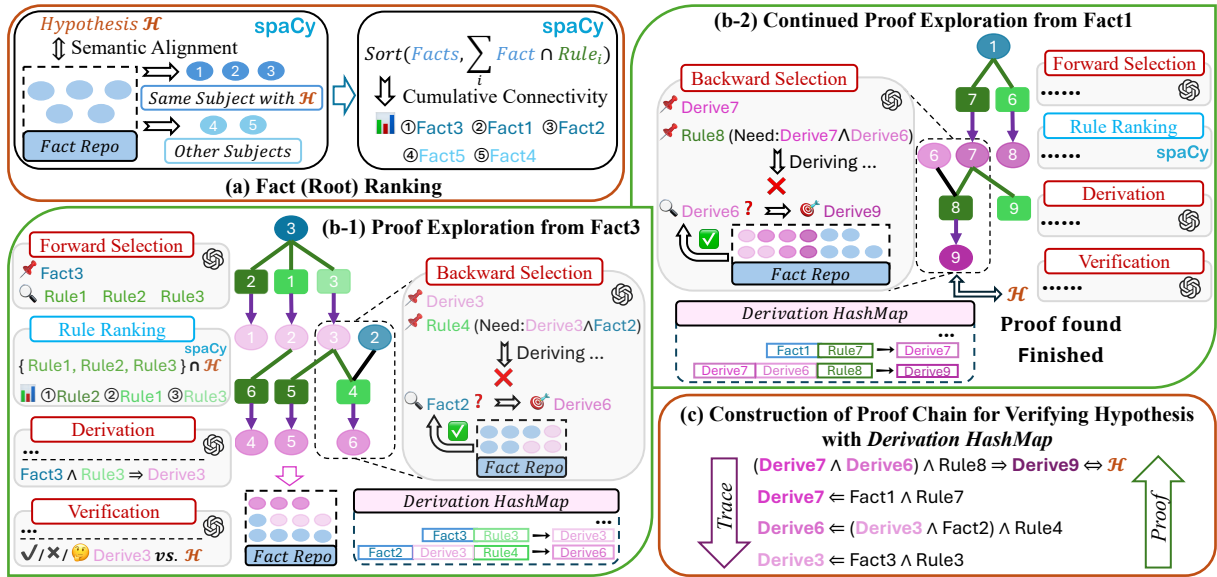 Hypothesis ℋ
spaCy
Semantic Alignment
1 2 3
Same Subject with ℋ
4 5
Other Subjects
Fact Repo
spaCy
Sort(Facts, ∑ Fact ∩ Rule_i)
i
Cumulative Connectivity
①Fact3 ②Fact1 ③Fact2
④Fact5 ⑤Fact4
(a) Fact (Root) Ranking
(b-1) Proof Exploration from Fact3
Forward Selection
Fact3
Rule1 Rule2 Rule3
Rule Ranking
spaCy
{ Rule1, Rule2, Rule3 } ∩ ℋ
①Rule2 ②Rule1 ③Rule3
Derivation
...
Fact3 ∧ Rule3 ⇒ Derive3
Verification
...
✓/✗/🤔 Derive3 vs. ℋ
3
2 1 3
1 2 3 2
6 5 4
4 5 6
Fact Repo
Backward Selection
Derive3
Rule4 (Need:Derive3∧Fact2)
Deriving ...
Fact2 ? ⇒ Derive6
Fact Repo
Derivation HashMap
...
Fact3 Rule3 → Derive3
Fact2 Derive3 Rule4 → Derive6
(b-2) Continued Proof Exploration from Fact1
Backward Selection
Derive7
Rule8 (Need:Derive7∧Derive6)
Deriving ...
Derive6 ? ⇒ Derive9
Fact Repo
1
7 6
6 7 8
8 9
9
Forward Selection
......
Rule Ranking
......
spaCy
Derivation
......
Verification
......
ℋ
Proof found
Finished
Derivation HashMap
...
Fact1 Rule7 → Derive7
Derive7 Derive6 Rule8 → Derive9
(c) Construction of Proof Chain for Verifying Hypothesis
with Derivation HashMap
Trace
(Derive7 ∧ Derive6) ∧ Rule8 ⇒ Derive9 ⇔ ℋ
Derive7 ⇐ Fact1 ∧ Rule7
Derive6 ⇐ (Derive3 ∧ Fact2) ∧ Rule4
Derive3 ⇐ Fact3 ∧ Rule3
Proof